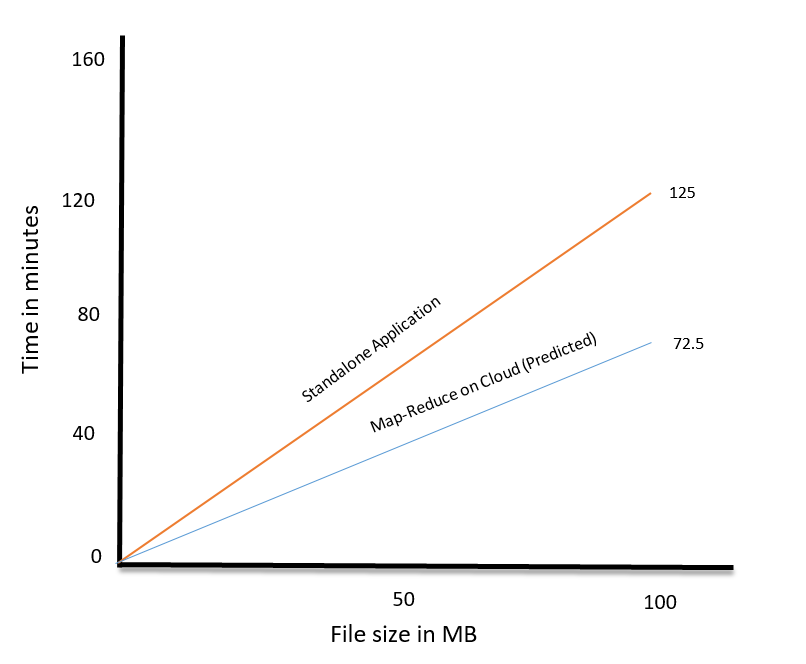 160
120
80
40
0
Time in minutes
125
72.5
Standalone Application
Map-Reduce on Cloud (Predicted)
50
100
File size in MB